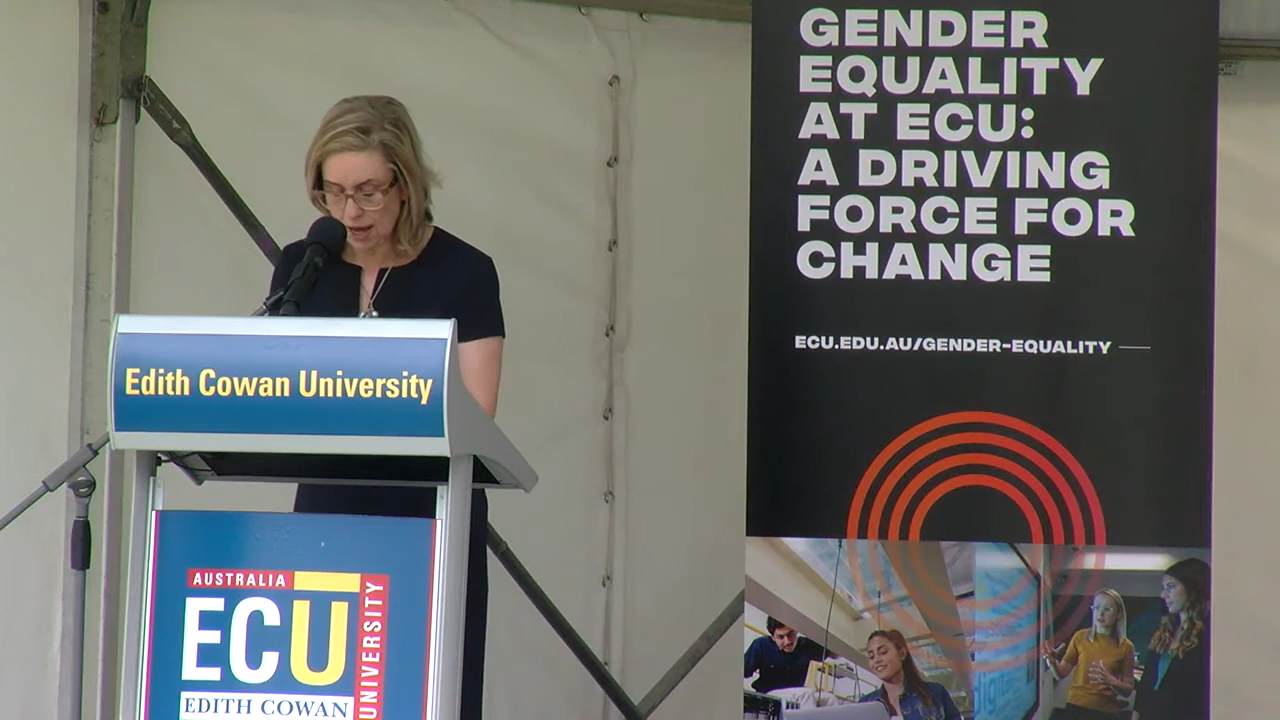 GENDER
EQUALITY
AT ECU:
A DRIVING
FORCE FOR
CHANGE
ECU.EDU.AU/GENDER-EQUALITY
Edith Cowan University
AUSTRALIA
ECU
UNIVERSITY
EDITH COWAN
digital